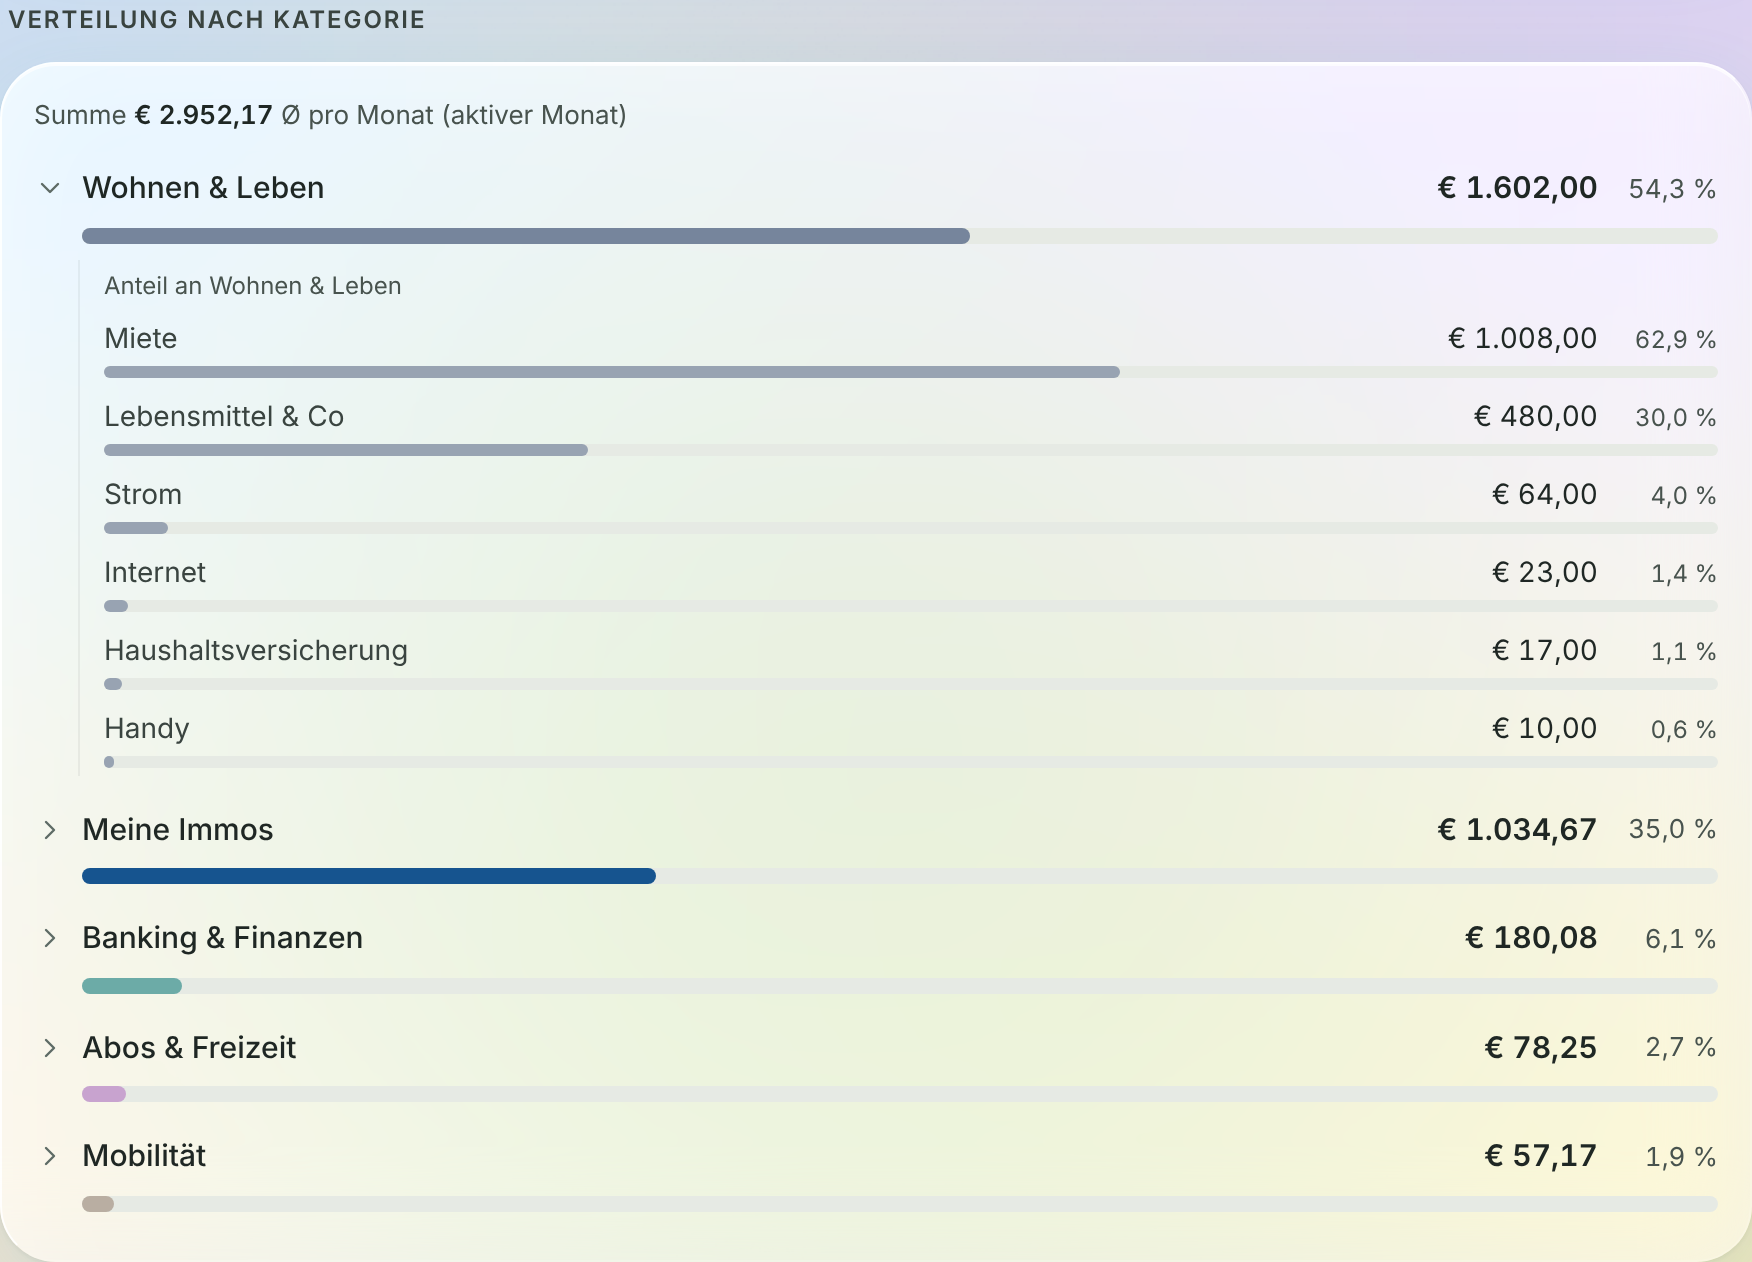 VERTEILUNG NACH KATEGORIE
Summe € 2.952,17 Ø pro Monat (aktiver Monat)
Wohnen & Leben € 1.602,00 54,3 %
Anteil an Wohnen & Leben
Miete € 1.008,00 62,9 %
Lebensmittel & Co € 480,00 30,0 %
Strom € 64,00 4,0 %
Internet € 23,00 1,4 %
Haushaltsversicherung € 17,00 1,1 %
Handy € 10,00 0,6 %
Meine Immos € 1.034,67 35,0 %
Banking & Finanzen € 180,08 6,1 %
Abos & Freizeit € 78,25 2,7 %
Mobilität € 57,17 1,9 %